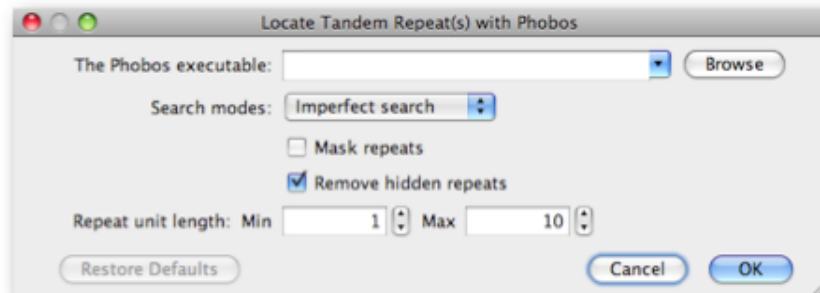 Locate Tandem Repeat(s) with Phobos
The Phobos executable: Browse
Search modes: Imperfect search
Mask repeats
Remove hidden repeats
Repeat unit length: Min 1 Max 10
Restore Defaults Cancel OK